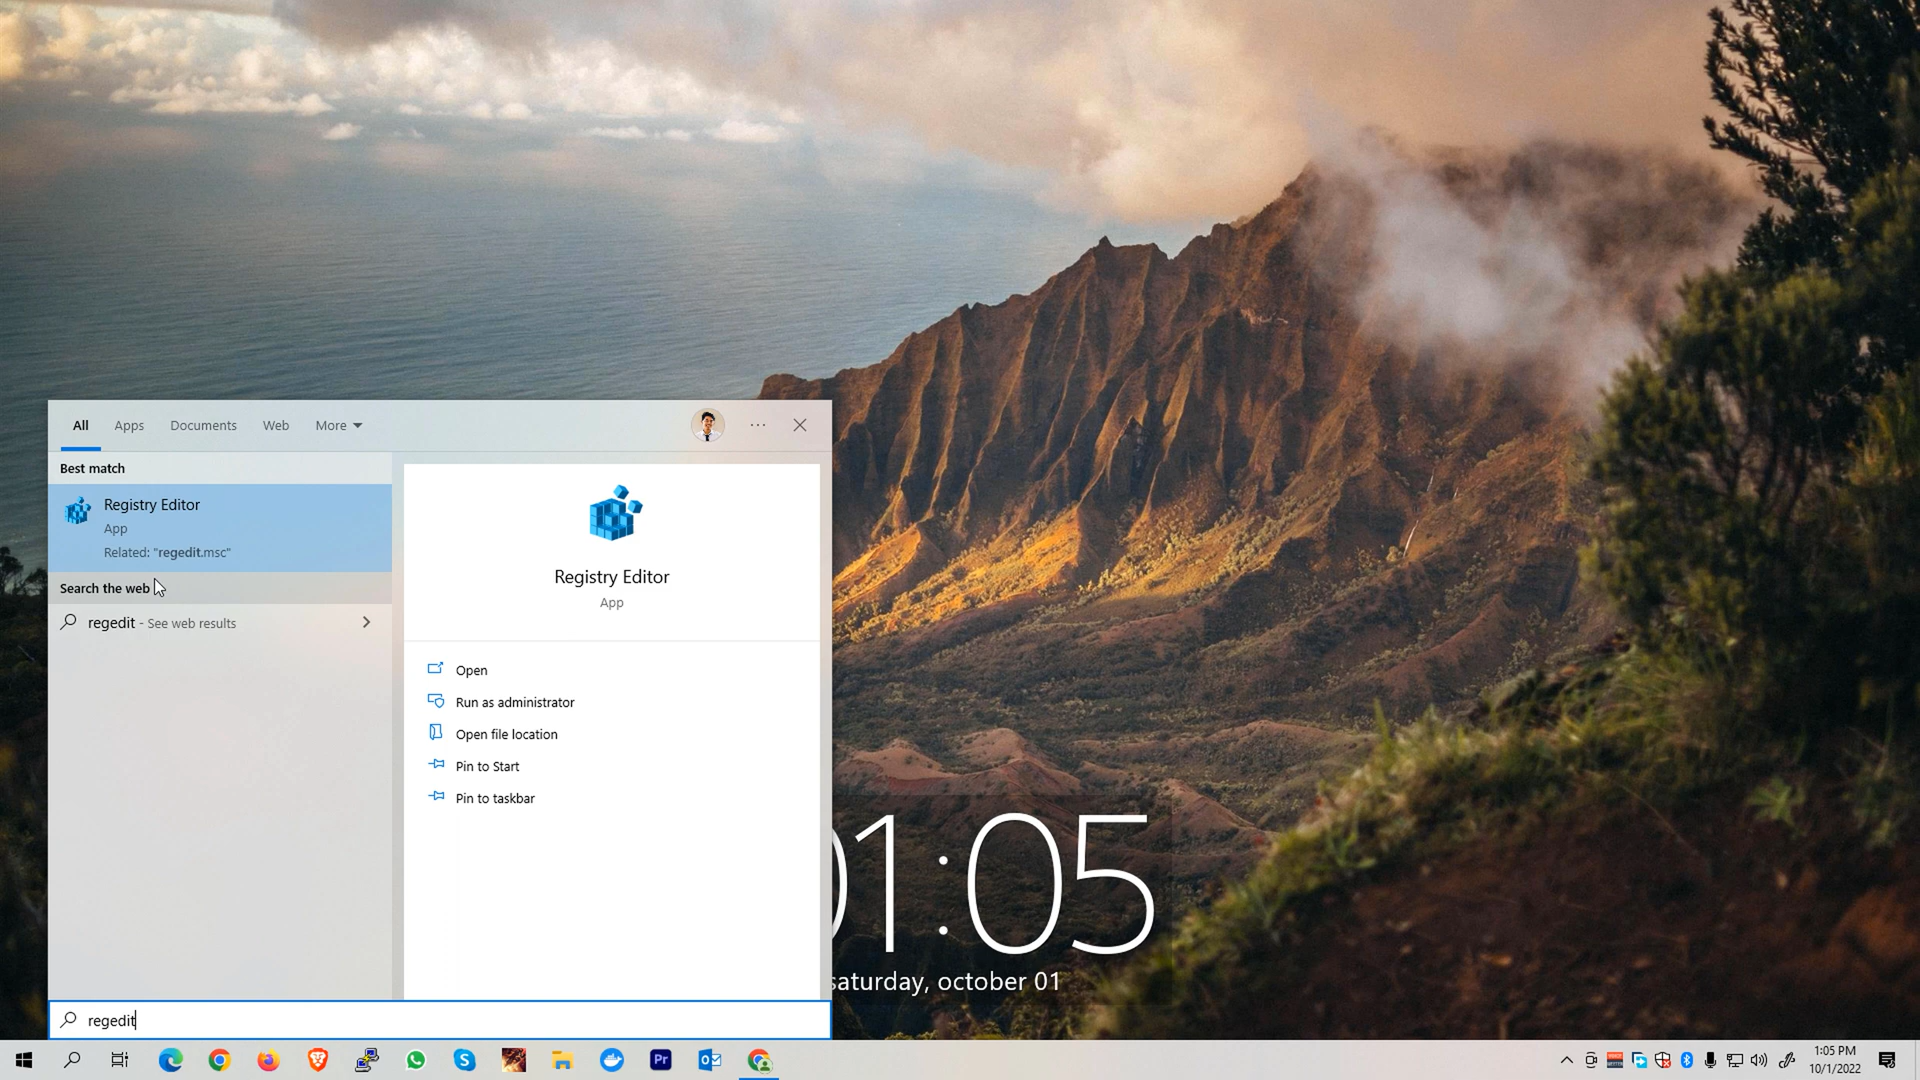 All Apps Documents Web More
Best match
Registry Editor
App
Related: "regedit.msc"
Search the web
regedit - See web results
Registry Editor
App
Open
Run as administrator
Open file location
Pin to Start
Pin to taskbar
01:05
saturday, october 01
regedit
Pr
1:05 PM
10/1/2022